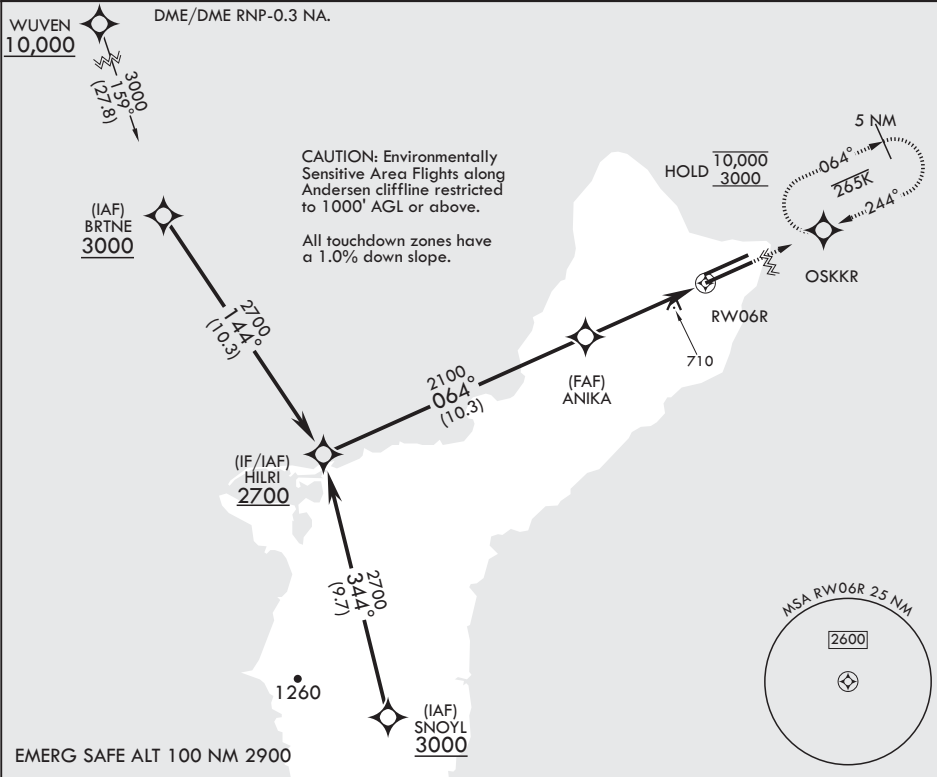 DME/DME RNP-0.3 NA.
WUVEN
10,000
3000
159°
(27.8)
5 NM
CAUTION: Environmentally
Sensitive Area Flights along
Andersen cliffline restricted
to 1000' AGL or above.
All touchdown zones have
a 1.0% down slope.
HOLD 10,000
3000
064°
265K
244°
OSKKR
(IAF)
BRTNE
3000
2700
144°
(10.3)
RW06R
710
(FAF)
ANIKA
2100
064°
(10.3)
(IF/IAF)
HILRI
2700
2700
344°
(9.7)
MSA RW06R 25 NM
2600
1260
(IAF)
SNOYL
3000
EMERG SAFE ALT 100 NM 2900